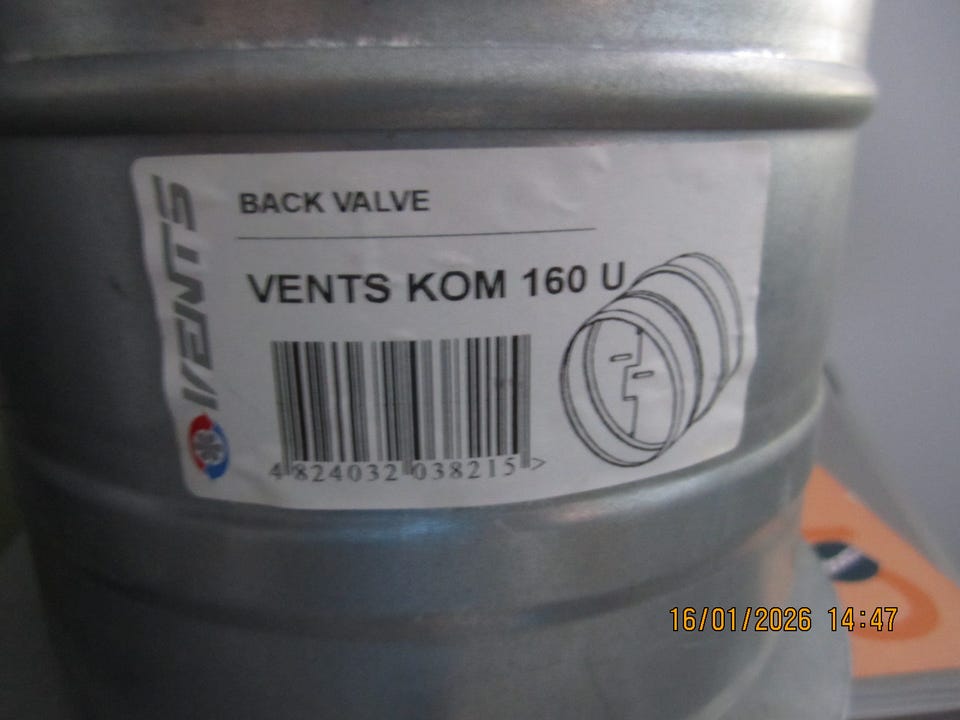 VENTS
BACK VALVE
VENTS KOM 160 U
4 824032 038215 >
16/01/2026 14:47